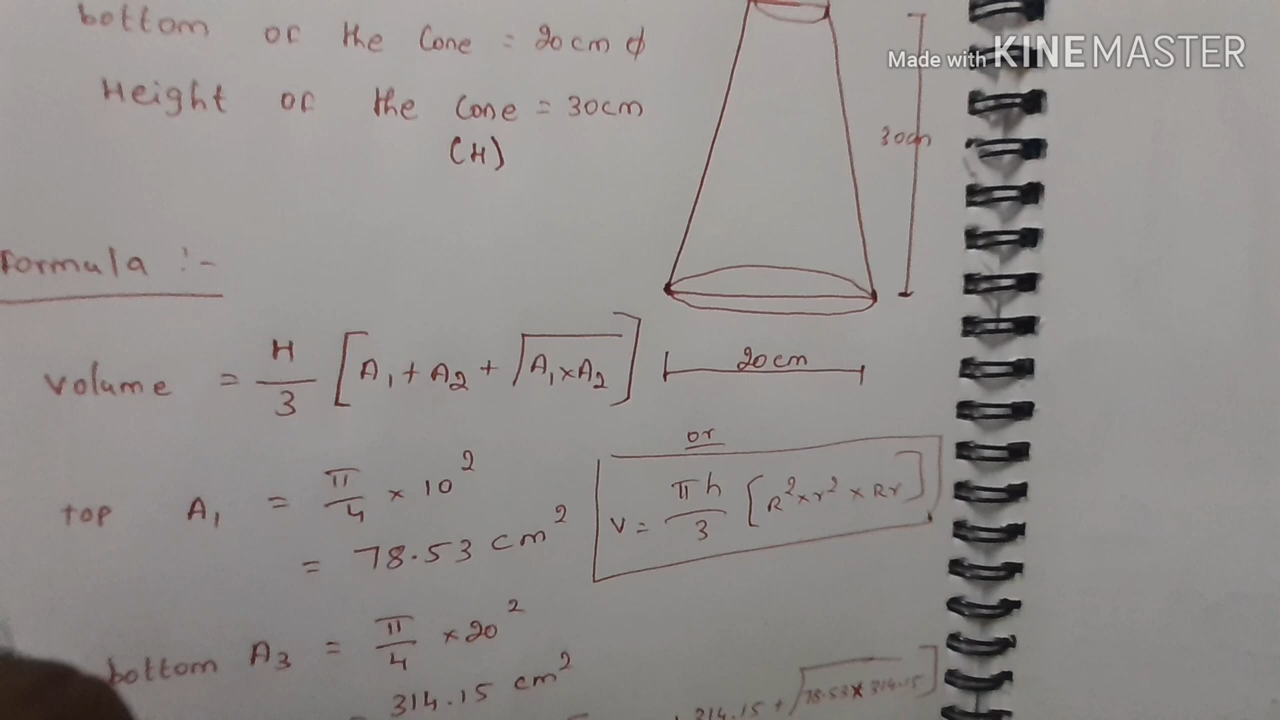 bottom of the Cone = 20cm ϕ
Made with KINEMASTER
Height of the Cone = 30cm
(H)
30cm
Formula :-
Volume = H/3 [A₁ + A₂ + √A₁×A₂]
20cm
or
V = πh/3 [R²×r²×Rr]
top A₁ = π/4 × 10²
= 78.53 cm²
bottom A₃ = π/4 × 20²
314.15 cm²
314.15 + √78.53×314.15]